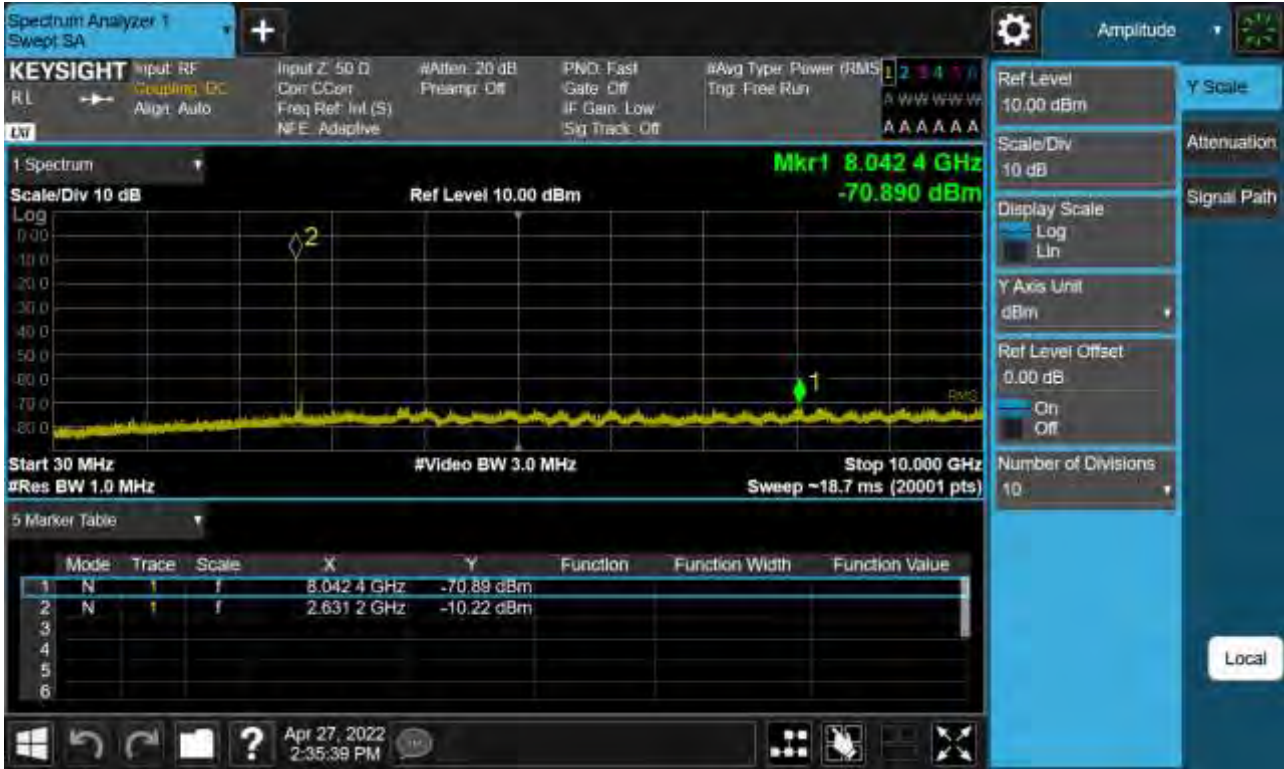 Spectrum Analyzer 1
Swept SA
+
Amplitude
KEYSIGHT
RL
LXI
Input: RF
Coupling: DC
Align: Auto
Input Z: 50 Ω
Corr CCorr
Freq Ref: Int (S)
NFE: Adaptive
#Atten: 20 dB
Preamp: Off
PNO: Fast
Gate: Off
IF Gain: Low
Sig Track: Off
#Avg Type: Power (RMS
Trig: Free Run
1 2 3 4 5 6
A W W W W W
A A A A A A
1 Spectrum
Scale/Div 10 dB
Ref Level 10.00 dBm
Mkr1 8.042 4 GHz
-70.890 dBm
Log
0.00
-10.0
-20.0
-30.0
-40.0
-50.0
-60.0
-70.0
-80.0
2
1
RMS
Start 30 MHz
#Res BW 1.0 MHz
#Video BW 3.0 MHz
Stop 10.000 GHz
Sweep ~18.7 ms (20001 pts)
5 Marker Table
Mode Trace Scale X Y Function Function Width Function Value
1 N 1 f 8.042 4 GHz -70.89 dBm
2 N 1 f 2.631 2 GHz -10.22 dBm
3
4
5
6
Ref Level
10.00 dBm
Scale/Div
10 dB
Display Scale
Log
Lin
Y Axis Unit
dBm
Ref Level Offset
0.00 dB
On
Off
Number of Divisions
10
Y Scale
Attenuation
Signal Path
Local
?
Apr 27, 2022
2:35:39 PM